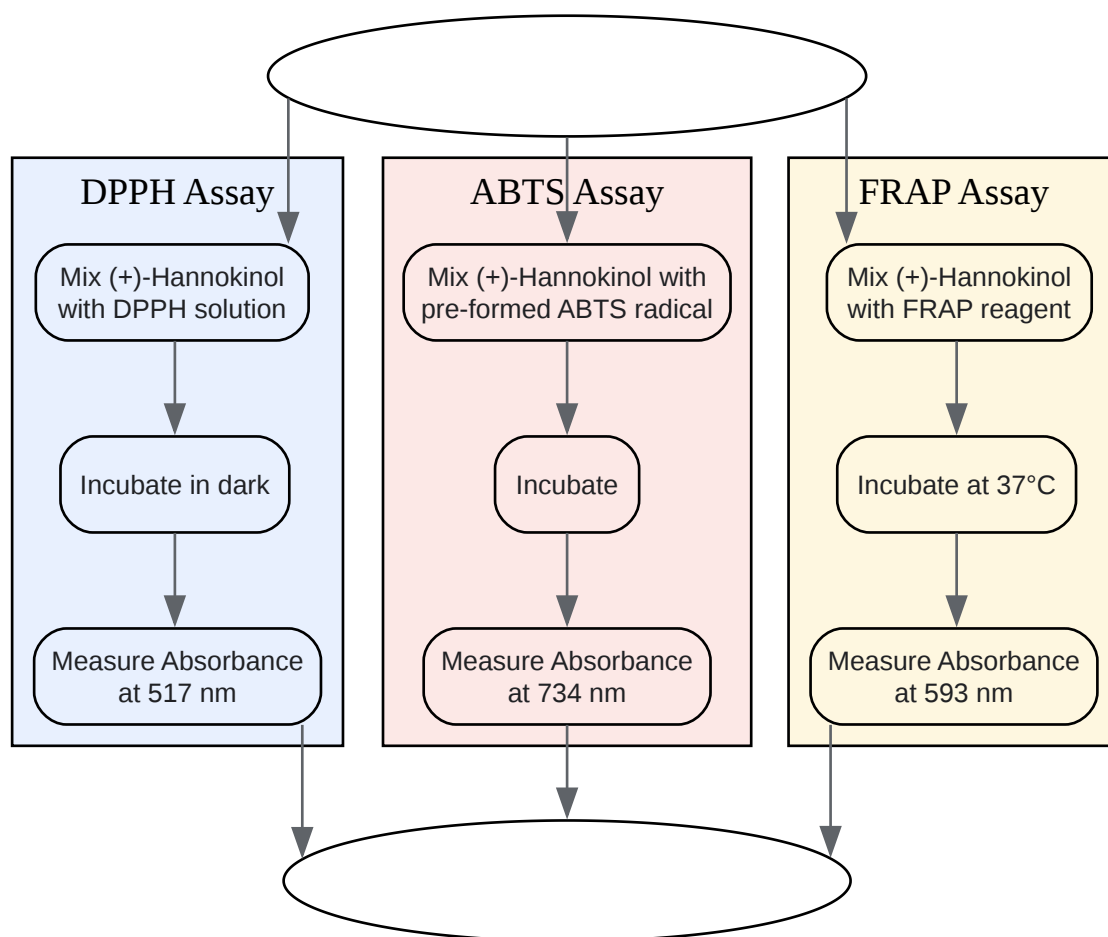 DPPH Assay
Mix (+)-Hannokinol
with DPPH solution
Incubate in dark
Measure Absorbance
at 517 nm
ABTS Assay
Mix (+)-Hannokinol with
pre-formed ABTS radical
Incubate
Measure Absorbance
at 734 nm
FRAP Assay
Mix (+)-Hannokinol
with FRAP reagent
Incubate at 37°C
Measure Absorbance
at 593 nm